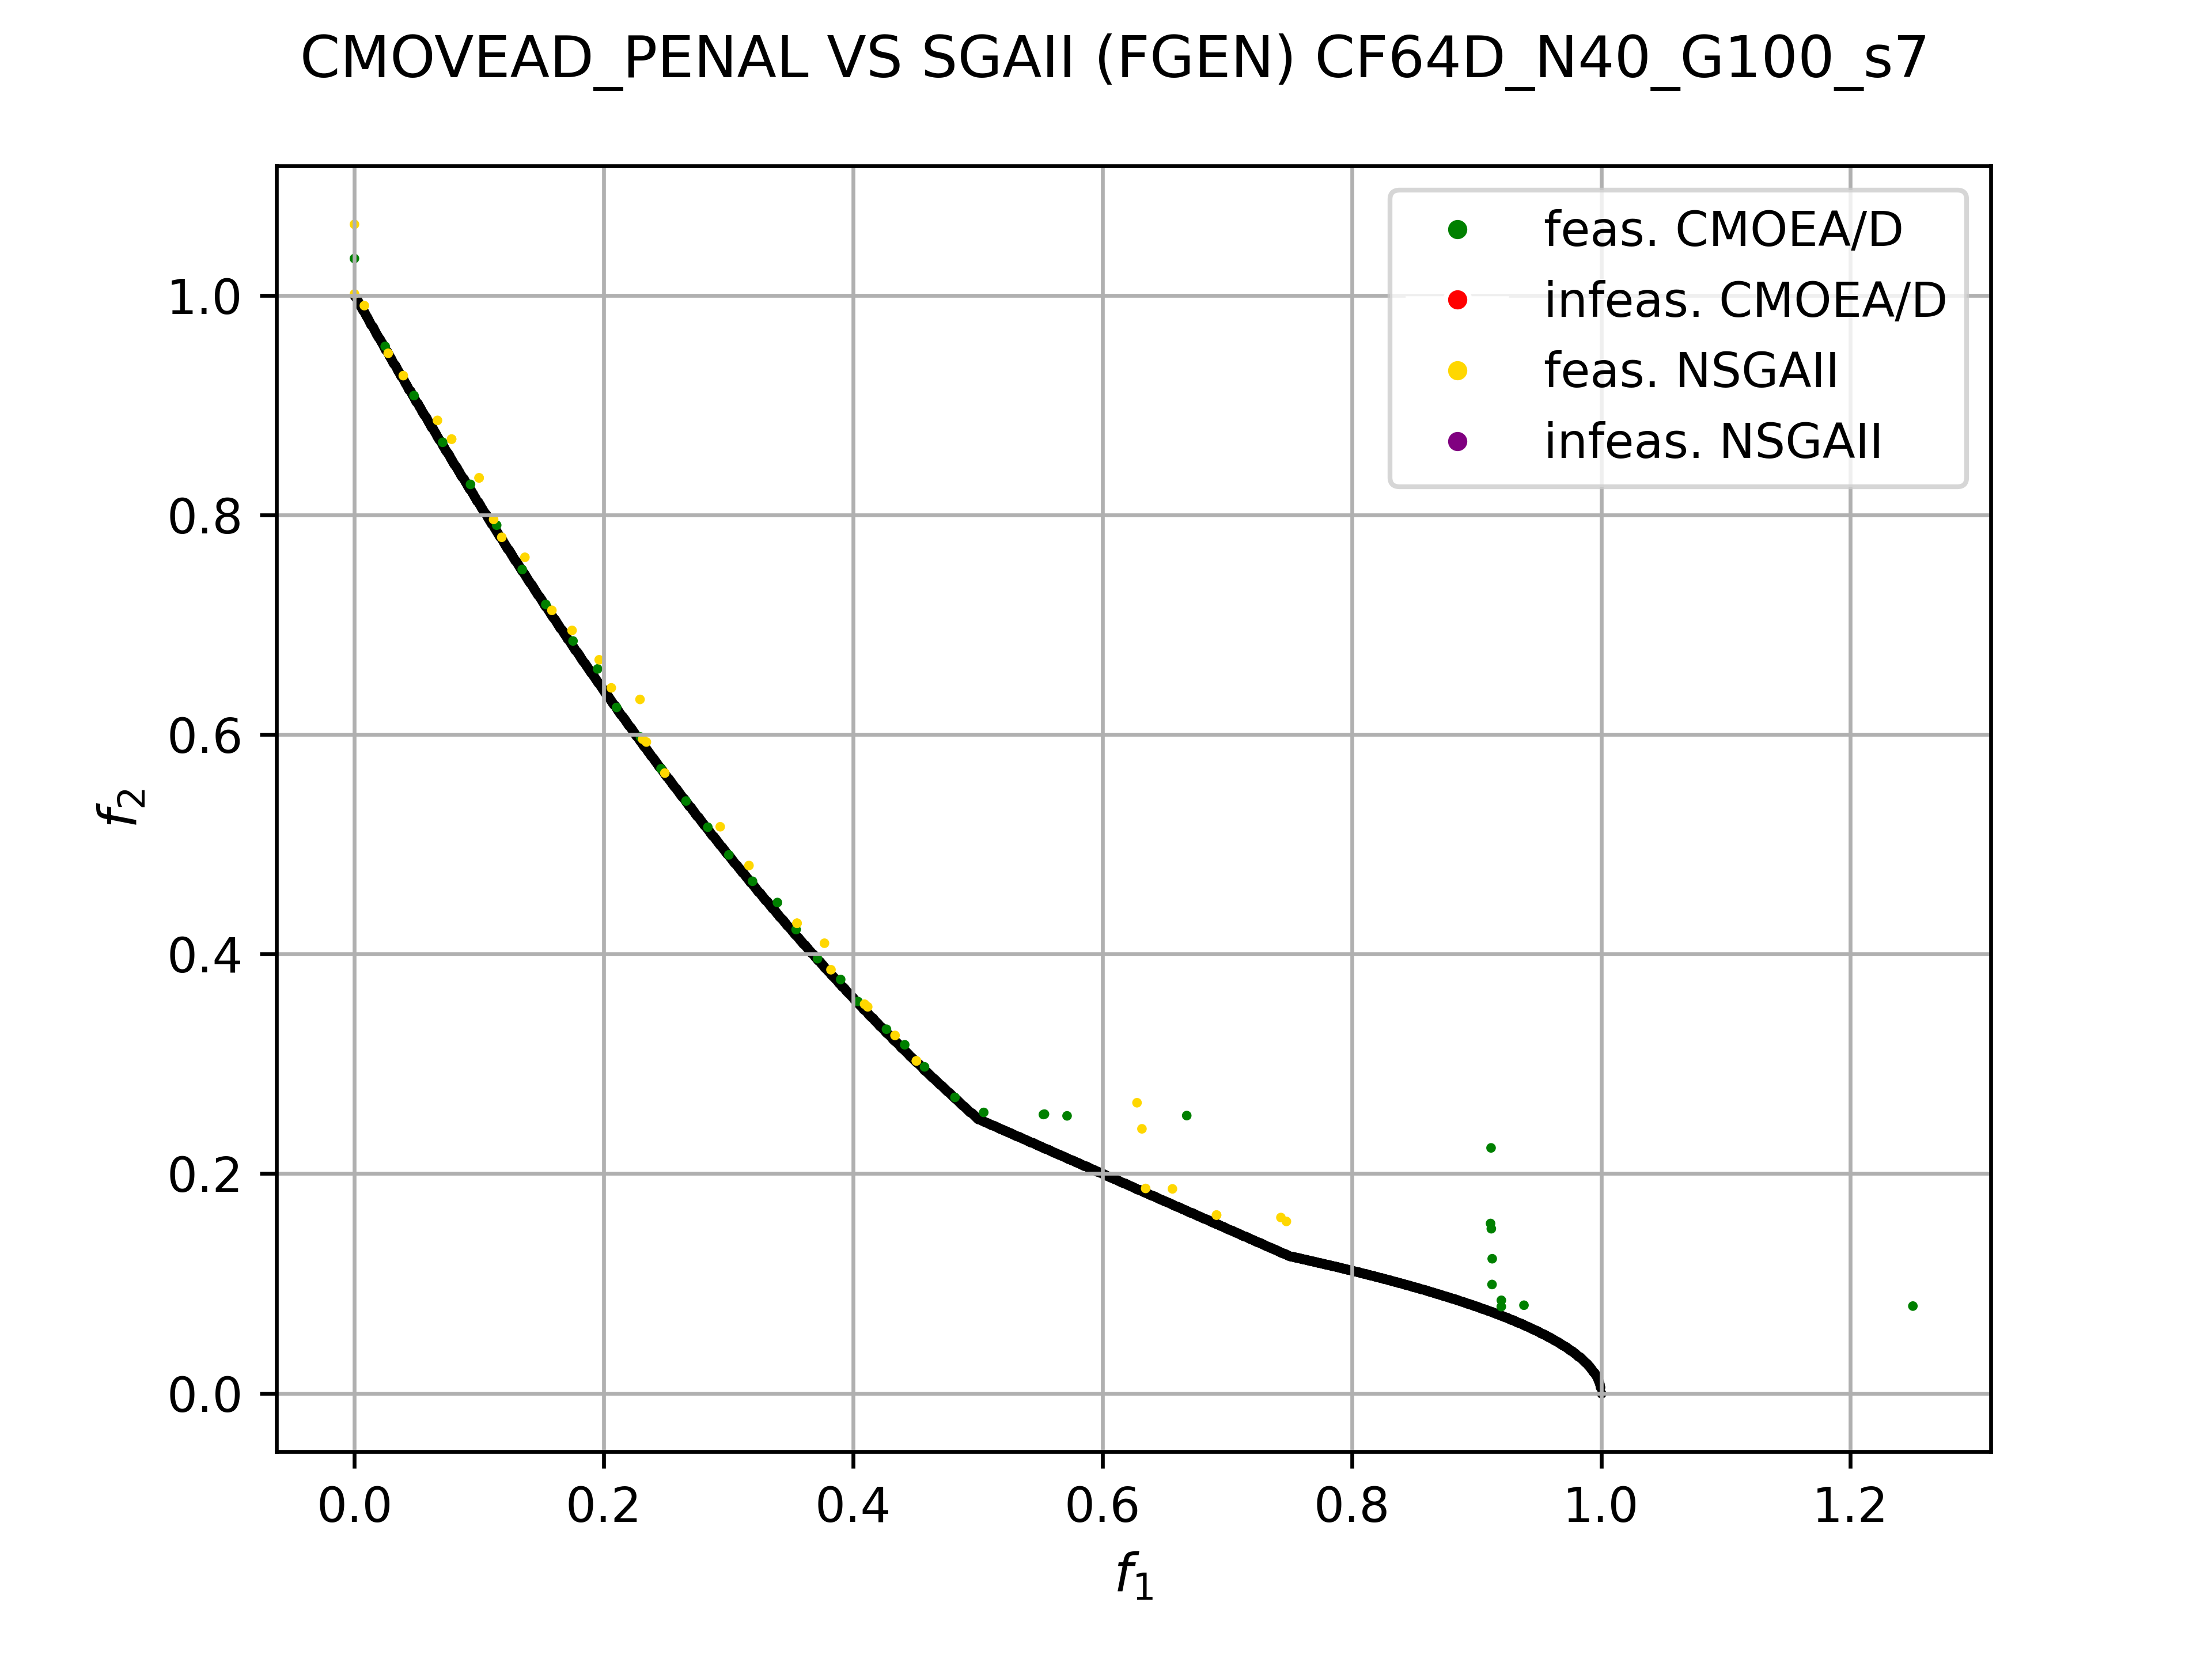 CMOVEAD_PENAL VS SGAII (FGEN) CF64D_N40_G100_s7
feas. CMOEA/D
infeas. CMOEA/D
feas. NSGAII
infeas. NSGAII
1.0
0.8
0.6
0.4
0.2
0.0
f2
0.0 0.2 0.4 0.6 0.8 1.0 1.2
f1